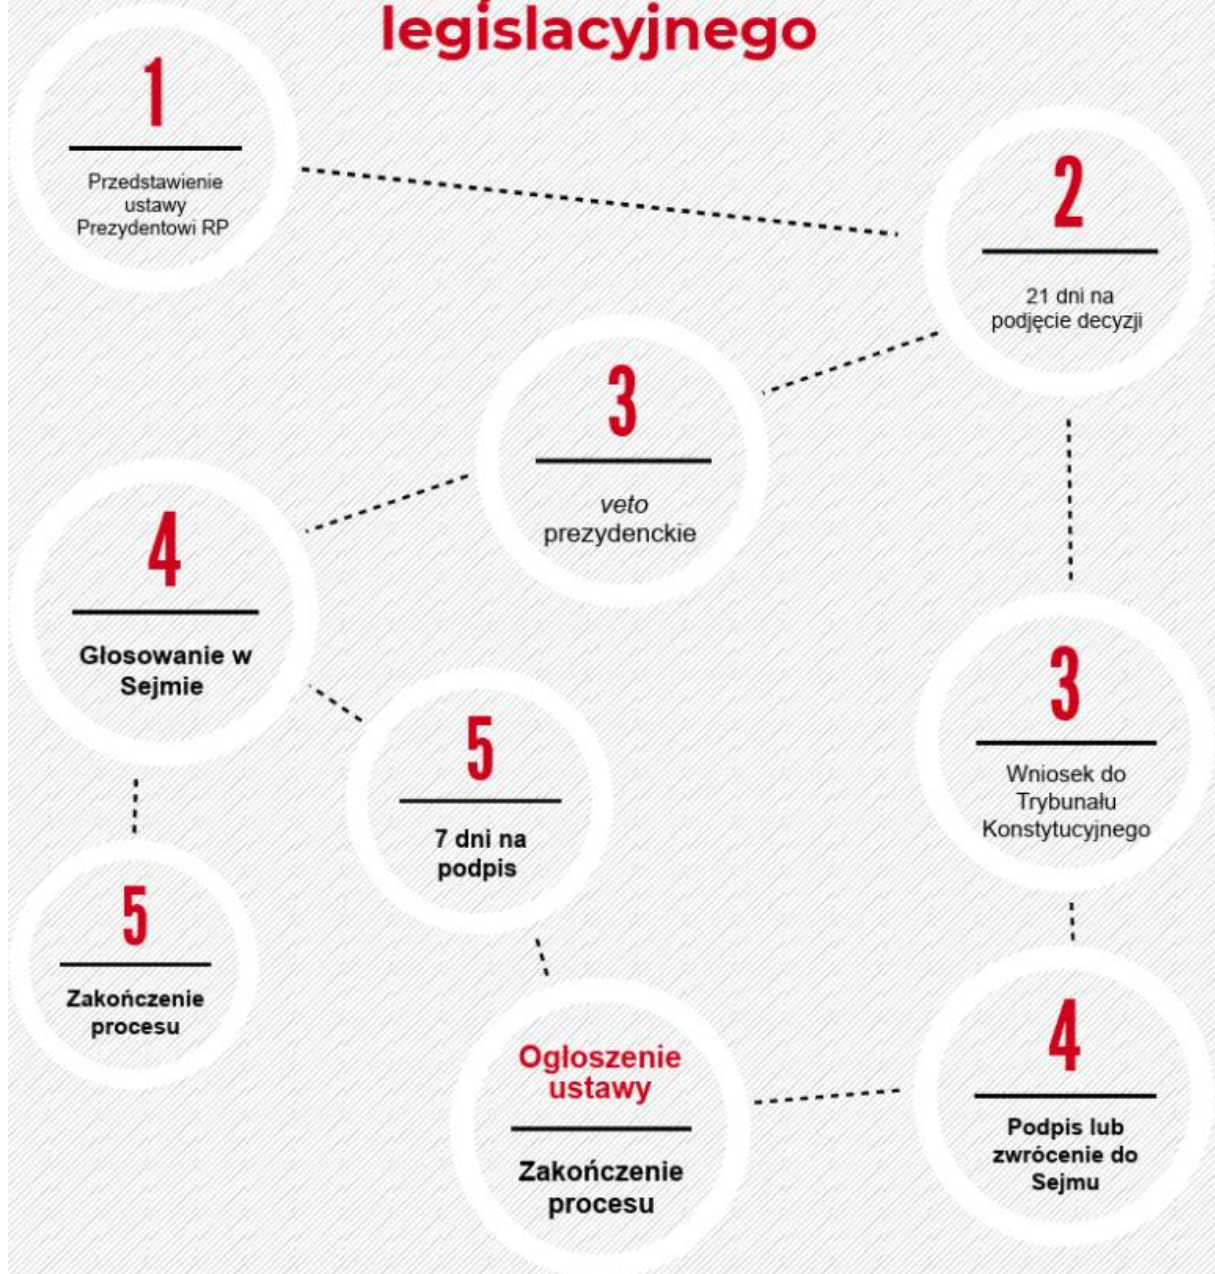 legislacyjnego
1
Przedstawienie
ustawy
Prezydentowi RP
2
21 dni na
podjęcie decyzji
3
veto
prezydenckie
4
Głosowanie w
Sejmie
3
Wniosek do
Trybunału
Konstytucyjnego
5
7 dni na
podpis
5
Zakończenie
procesu
4
Podpis lub
zwrócenie do
Sejmu
Ogłoszenie
ustawy
Zakończenie
procesu